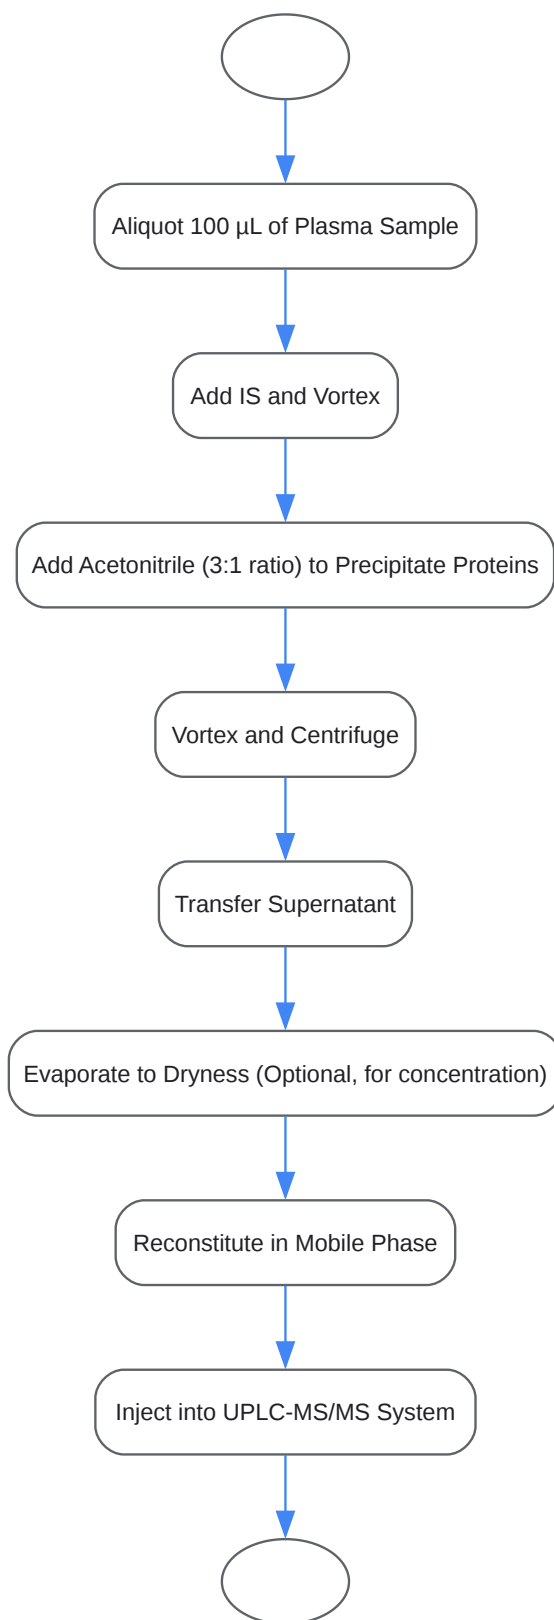 Aliquot 100 µL of Plasma Sample
Add IS and Vortex
Add Acetonitrile (3:1 ratio) to Precipitate Proteins
Vortex and Centrifuge
Transfer Supernatant
Evaporate to Dryness (Optional, for concentration)
Reconstitute in Mobile Phase
Inject into UPLC-MS/MS System